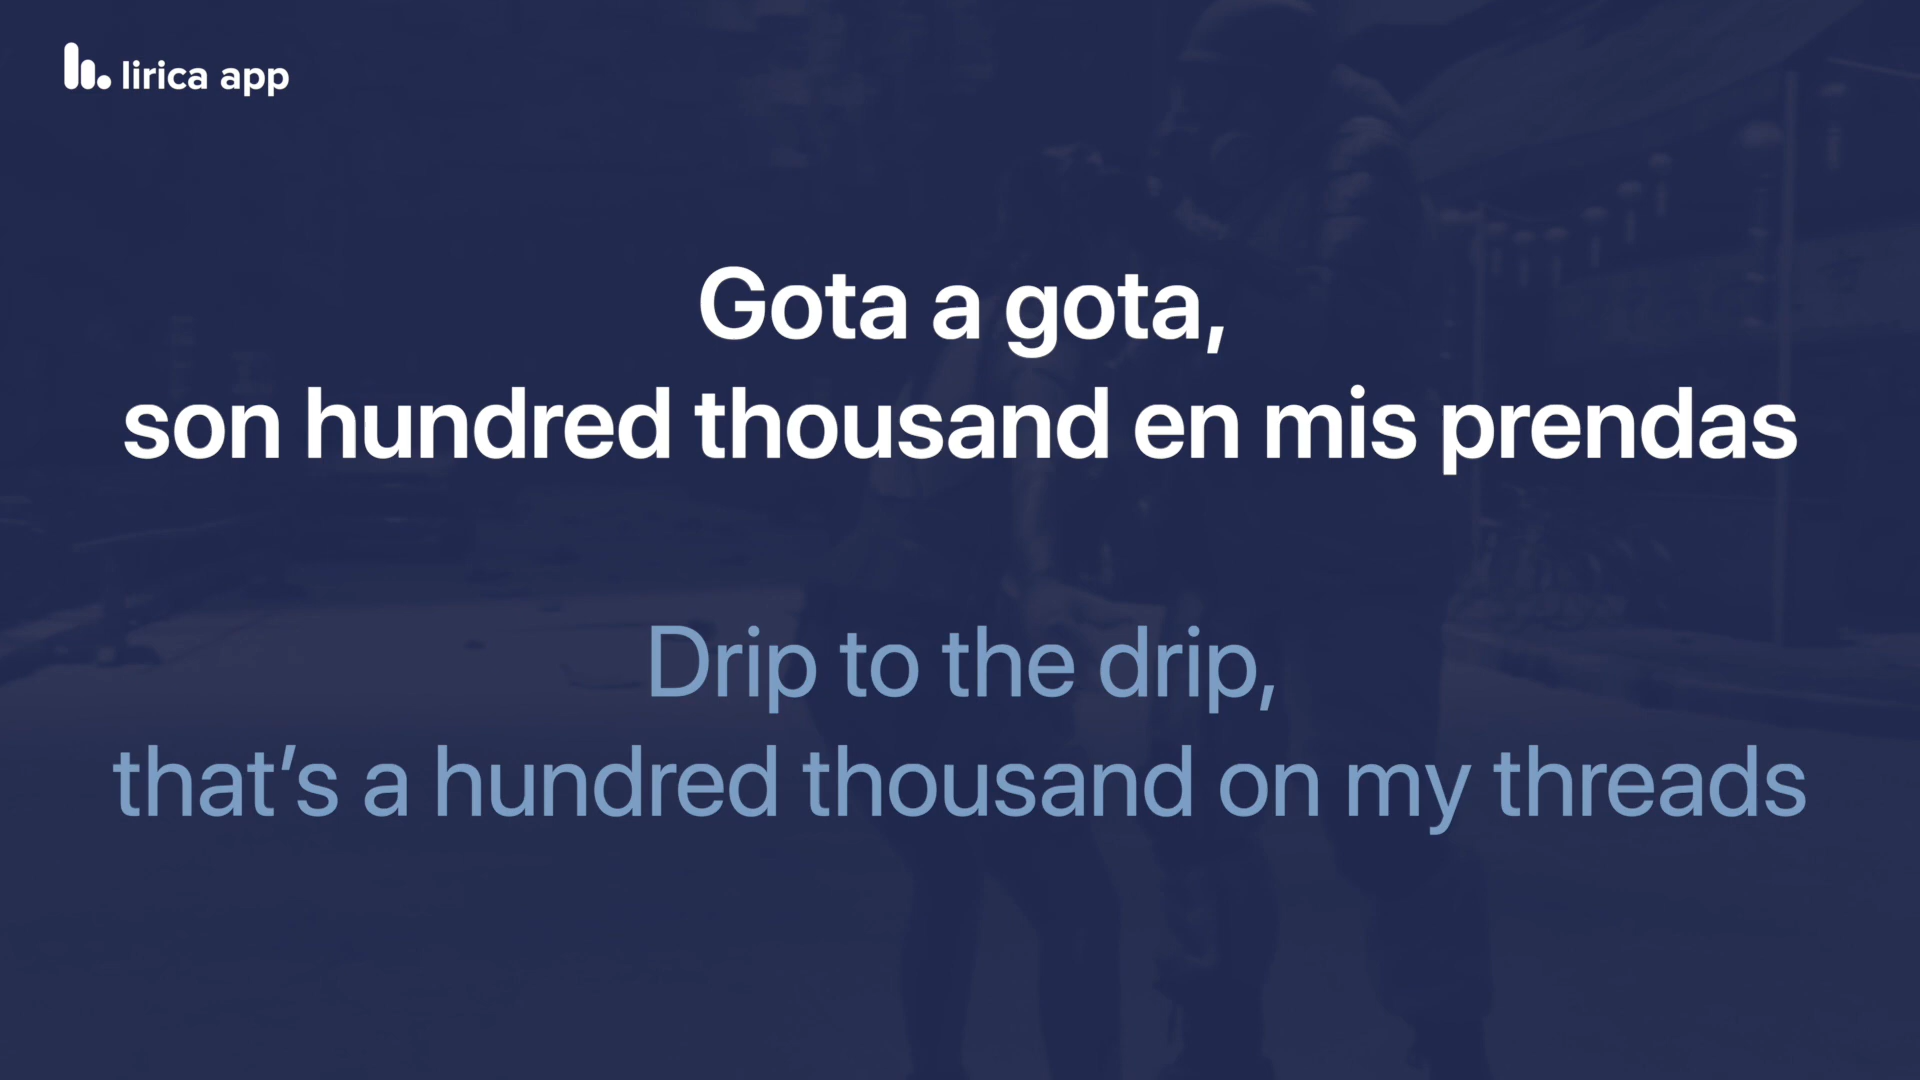 lirica app
Gota a gota,
son hundred thousand en mis prendas
Drip to the drip,
that’s a hundred thousand on my threads